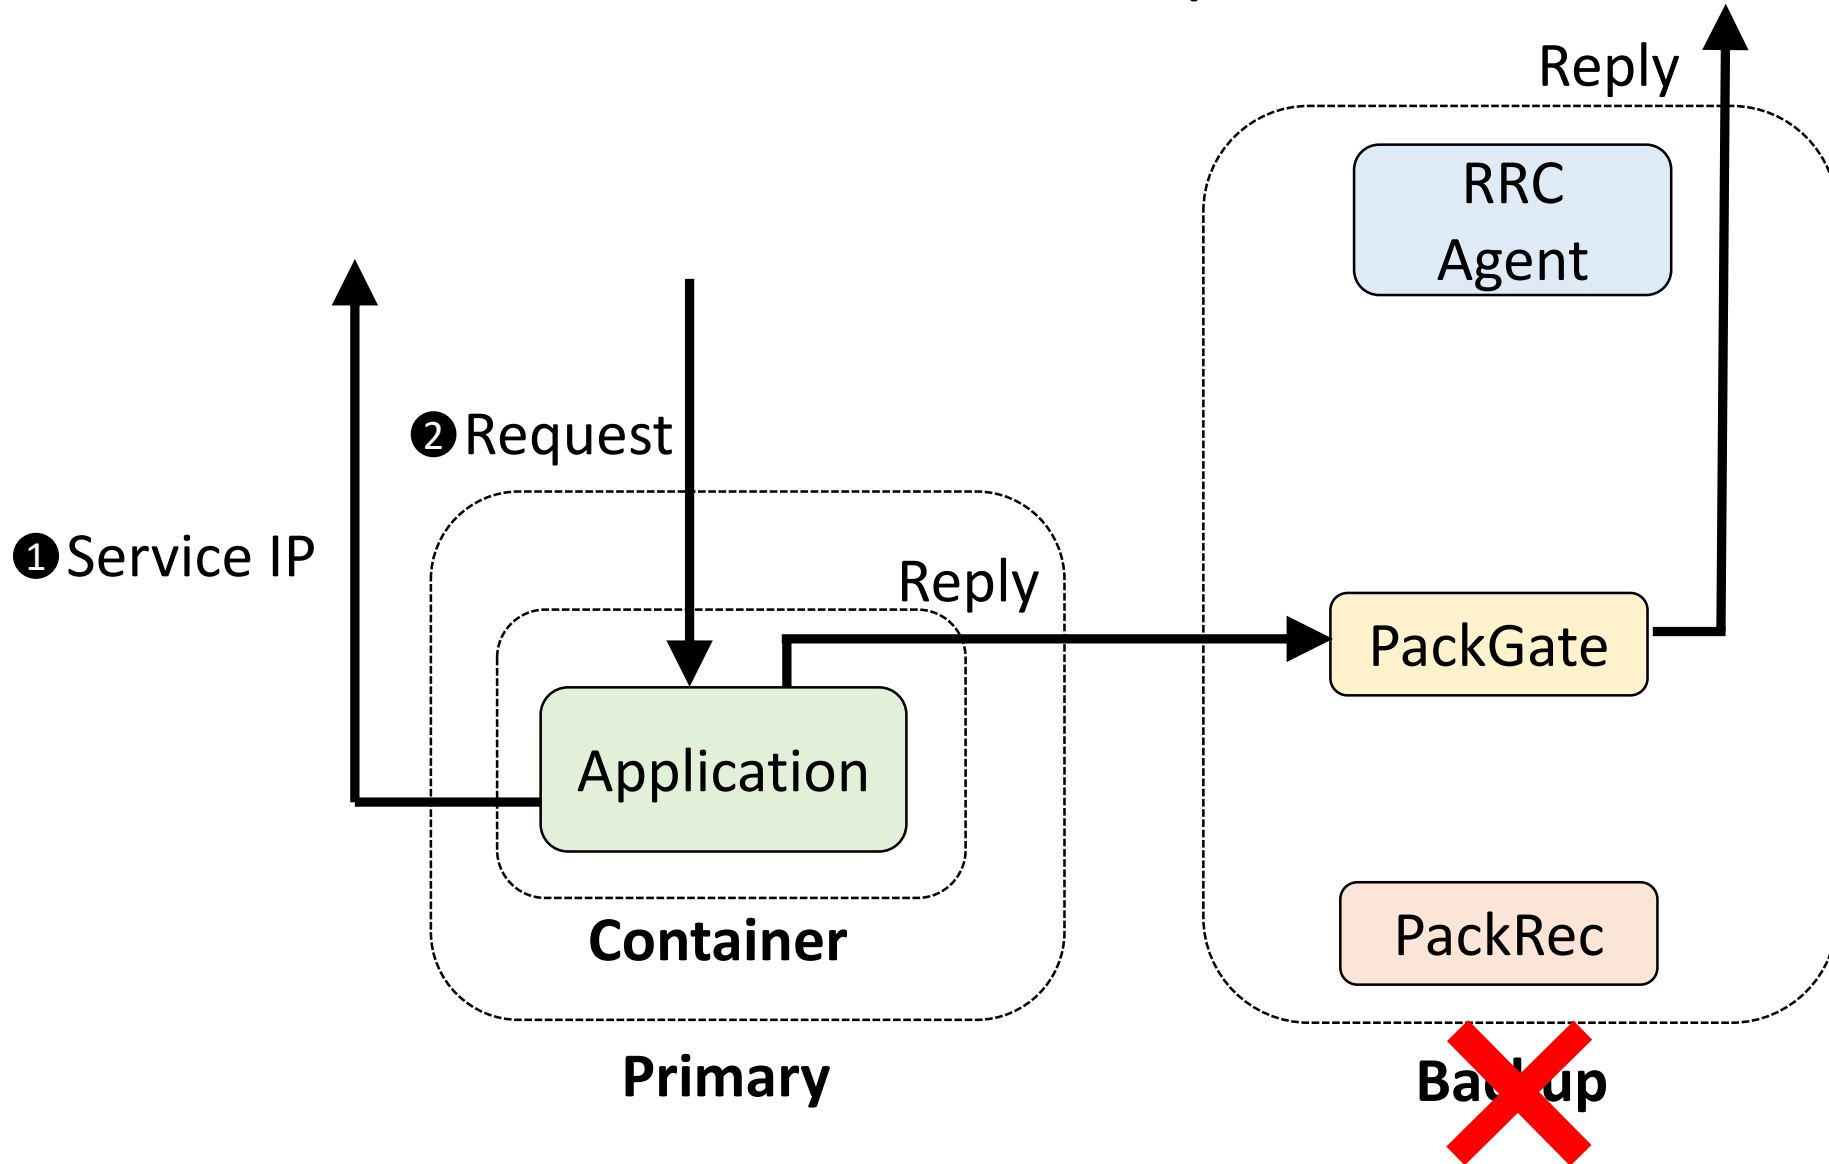 Reply
RRC
Agent
❷Request
❶Service IP
Reply
PackGate
Application
PackRec
Container
Primary